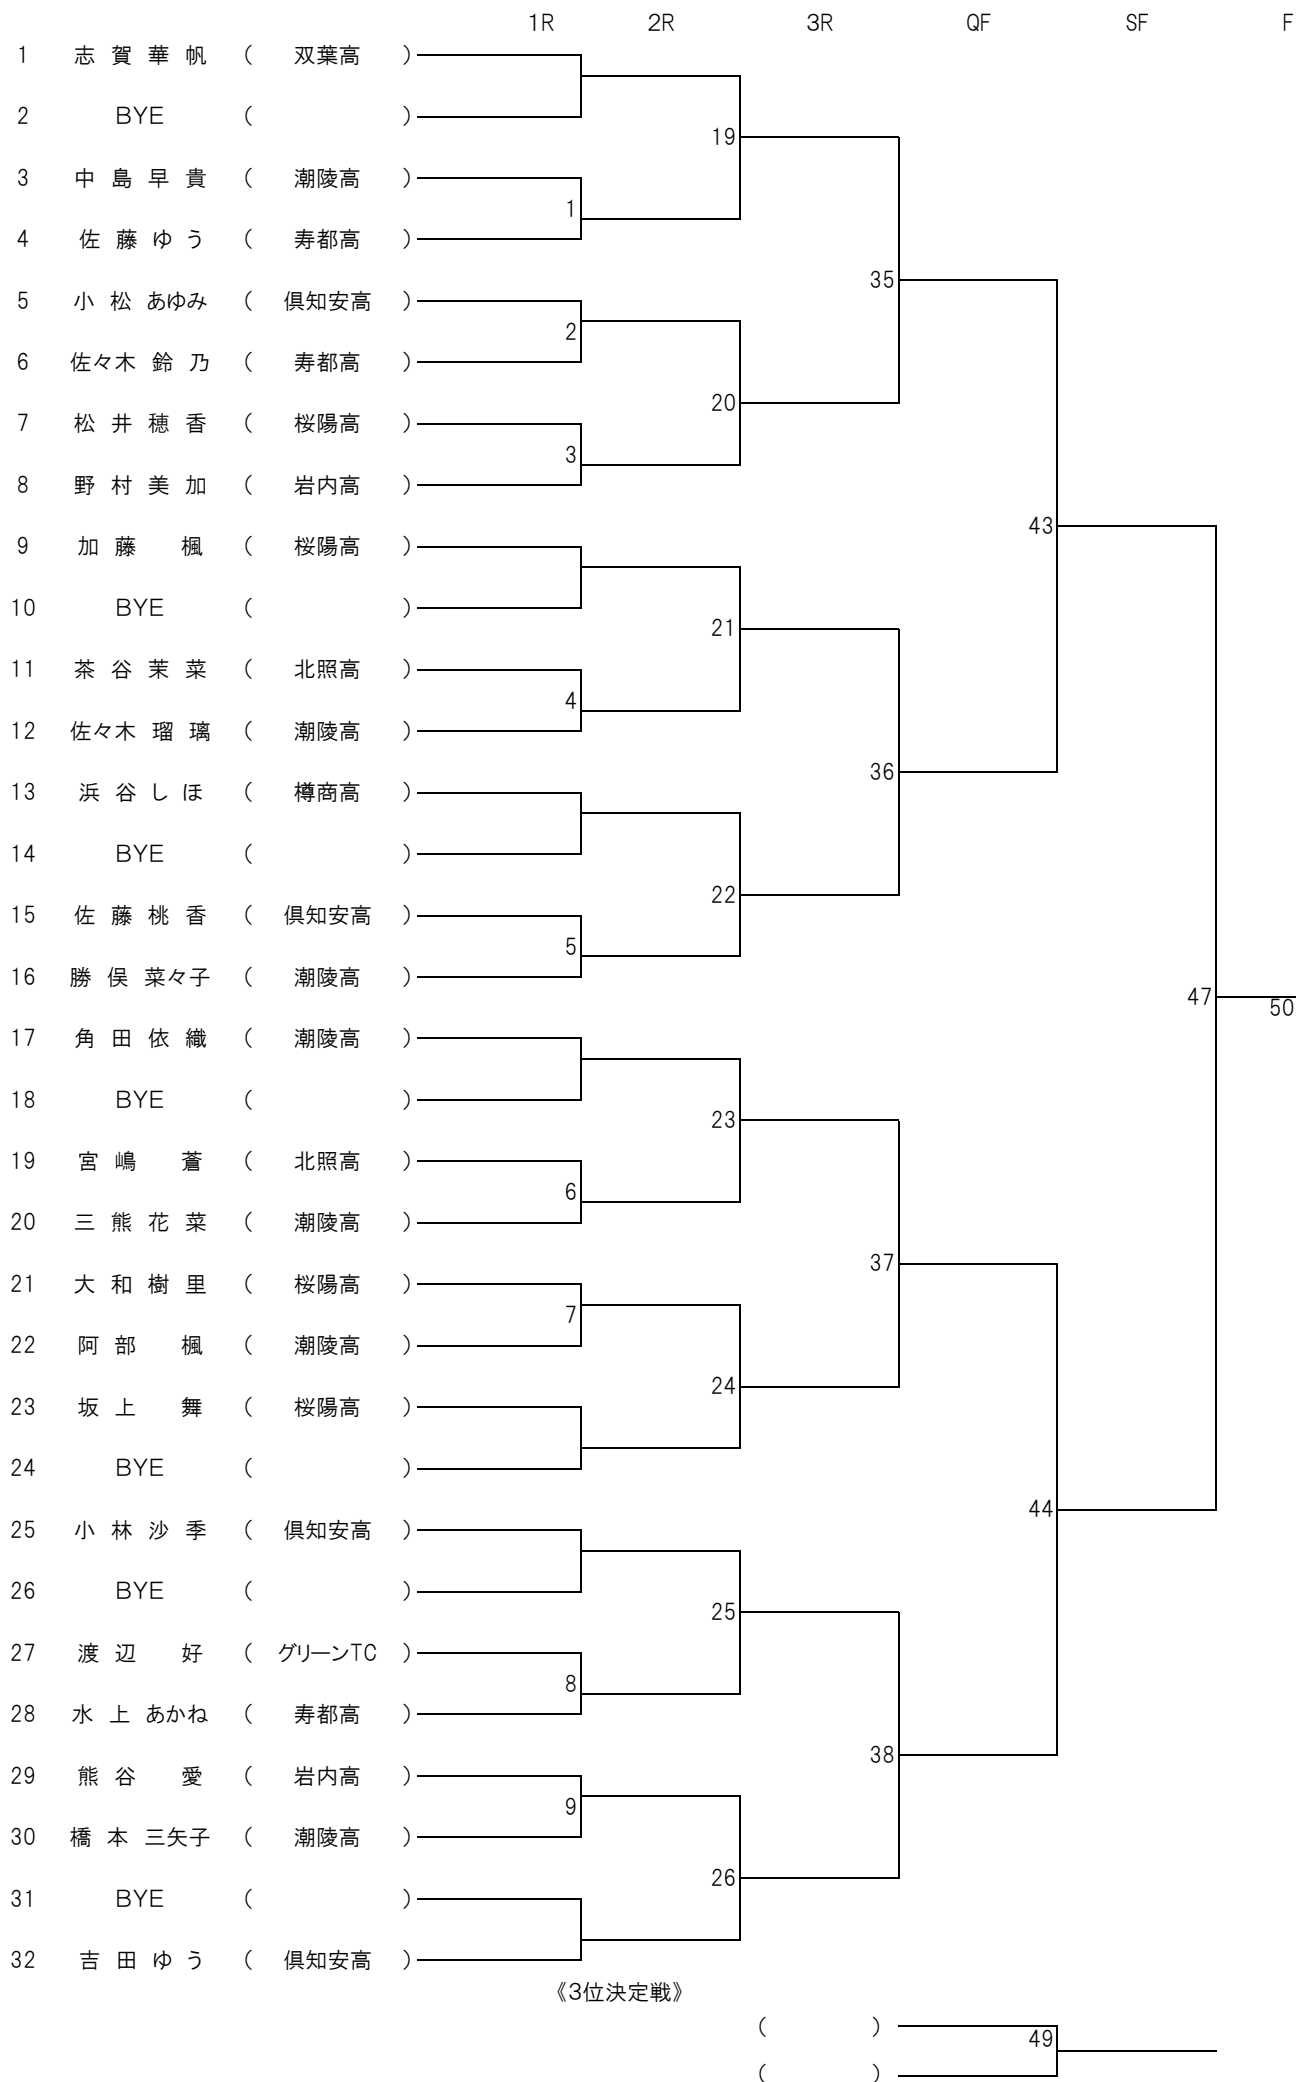 1R 2R 3R QF SF F
1 志 賀 華 帆 ( 双葉高 )
2 BYE ( )
19
3 中 島 早 貴 ( 潮陵高 )
1
4 佐 藤 ゆ う ( 寿都高 )
35
5 小 松 あゆみ ( 倶知安高 )
2
6 佐々木 鈴 乃 ( 寿都高 )
20
7 松 井 穂 香 ( 桜陽高 )
3
8 野 村 美 加 ( 岩内高 )
43
9 加 藤 楓 ( 桜陽高 )
10 BYE ( )
21
11 茶 谷 茉 菜 ( 北照高 )
4
12 佐々木 瑠 璃 ( 潮陵高 )
36
13 浜 谷 し ほ ( 樽商高 )
14 BYE ( )
22
15 佐 藤 桃 香 ( 倶知安高 )
5
16 勝 俣 菜々子 ( 潮陵高 )
47
50
17 角 田 依 織 ( 潮陵高 )
18 BYE ( )
23
19 宮 嶋 蒼 ( 北照高 )
6
20 三 熊 花 菜 ( 潮陵高 )
37
21 大 和 樹 里 ( 桜陽高 )
7
22 阿 部 楓 ( 潮陵高 )
24
23 坂 上 舞 ( 桜陽高 )
24 BYE ( )
44
25 小 林 沙 季 ( 倶知安高 )
26 BYE ( )
25
27 渡 辺 好 ( グリーンTC )
8
28 水 上 あかね ( 寿都高 )
38
29 熊 谷 愛 ( 岩内高 )
9
30 橋 本 三矢子 ( 潮陵高 )
26
31 BYE ( )
32 吉 田 ゆ う ( 倶知安高 )
《3位決定戦》
( )
49
( )